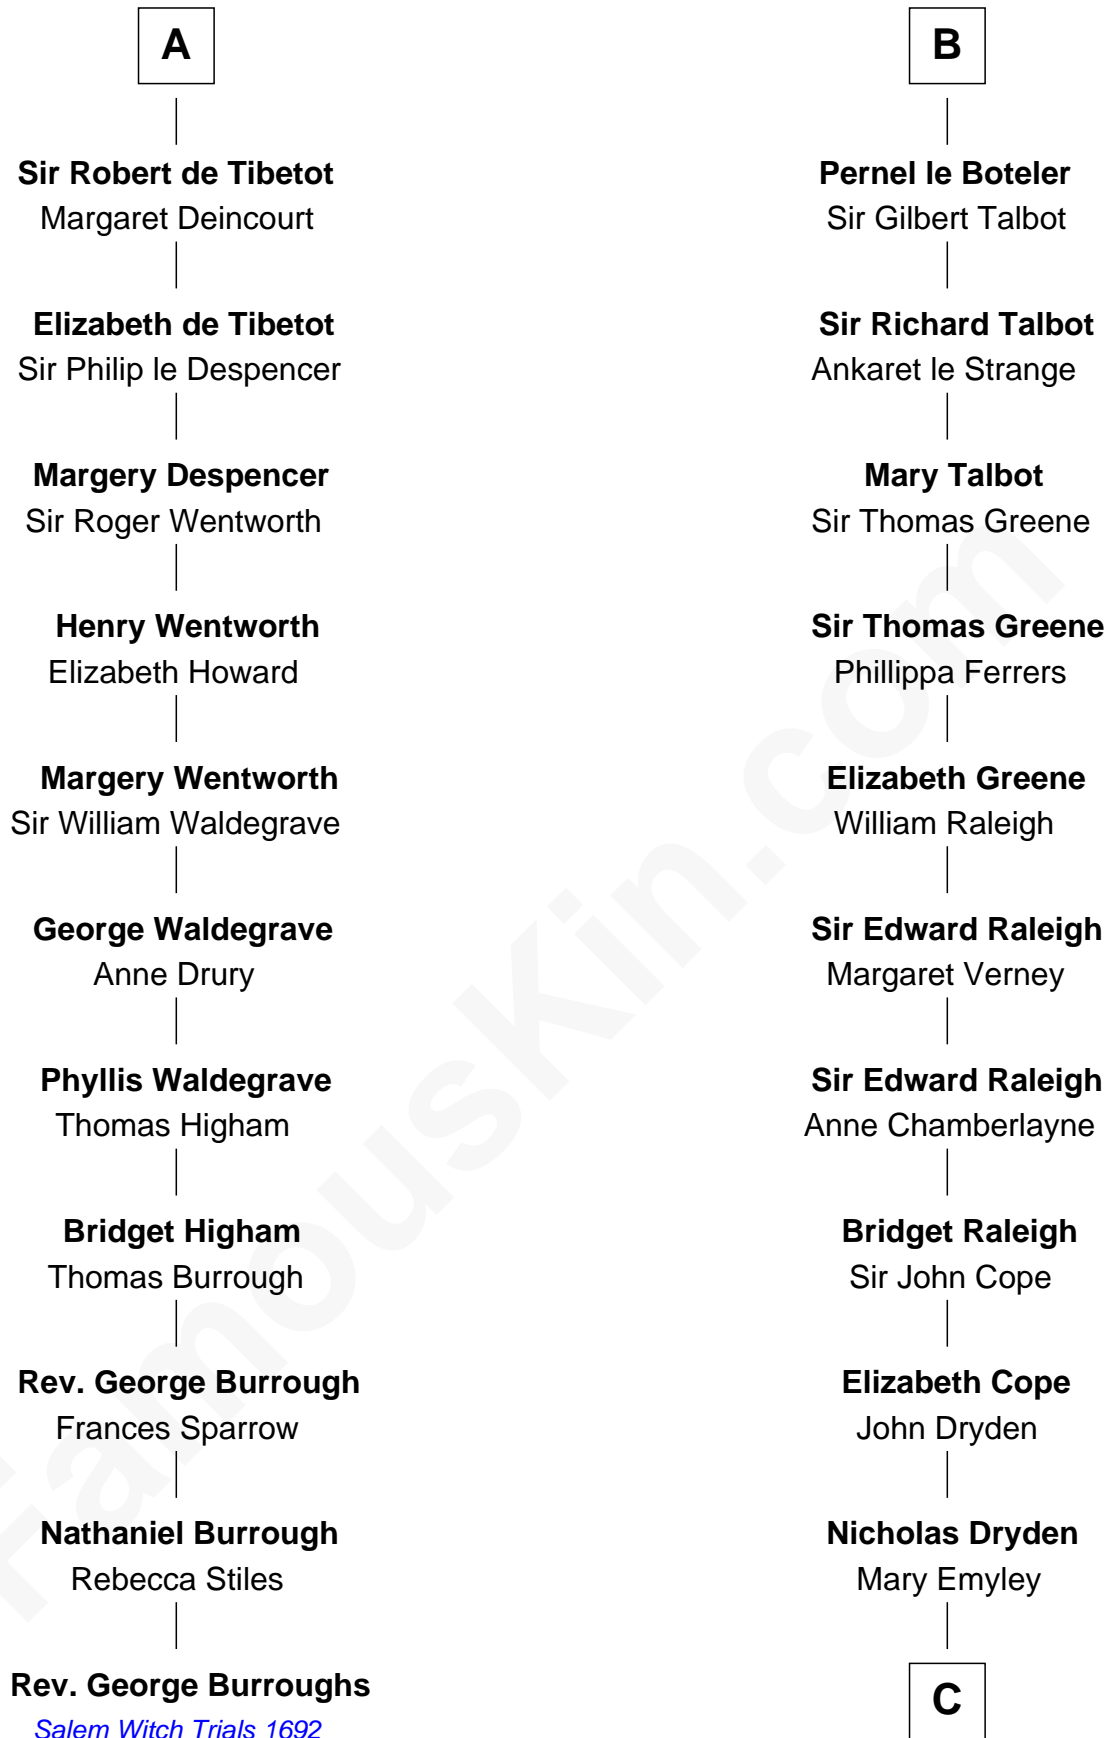 A
Sir Robert de Tibetot
Margaret Deincourt
Elizabeth de Tibetot
Sir Philip le Despencer
Margery Despencer
Sir Roger Wentworth
Henry Wentworth
Elizabeth Howard
Margery Wentworth
Sir William Waldegrave
George Waldegrave
Anne Drury
Phyllis Waldegrave
Thomas Higham
Bridget Higham
Thomas Burrough
Rev. George Burrough
Frances Sparrow
Nathaniel Burrough
Rebecca Stiles
Rev. George Burroughs
Salem Witch Trials 1692
B
Pernel le Boteler
Sir Gilbert Talbot
Sir Richard Talbot
Ankaret le Strange
Mary Talbot
Sir Thomas Greene
Sir Thomas Greene
Phillippa Ferrers
Elizabeth Greene
William Raleigh
Sir Edward Raleigh
Margaret Verney
Sir Edward Raleigh
Anne Chamberlayne
Bridget Raleigh
Sir John Cope
Elizabeth Cope
John Dryden
Nicholas Dryden
Mary Emyley
C
FamousKin.com